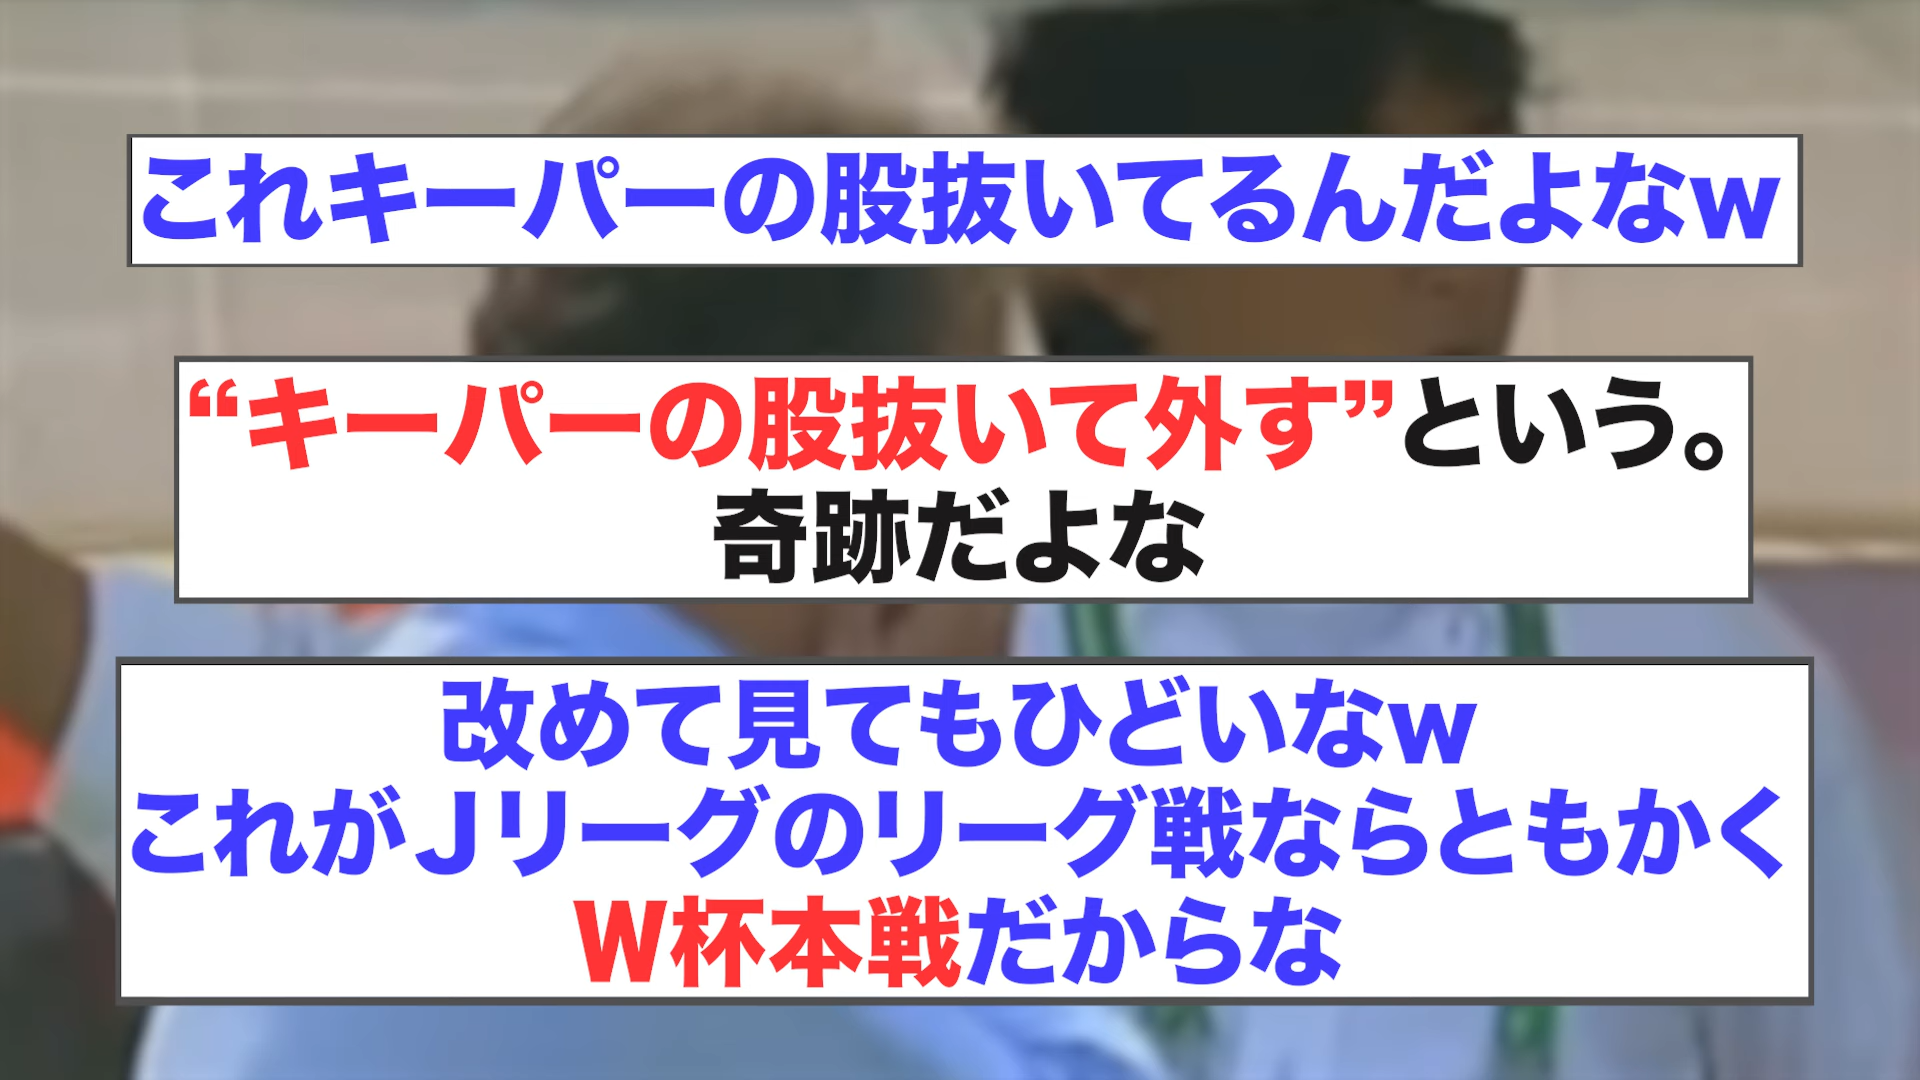 これキーパーの股抜いてるんだよなw
“キーパーの股抜いて外す”という。
奇跡だよな
改めて見てもひどいなw
これがJリーグのリーグ戦ならともかく
W杯本戦だからな